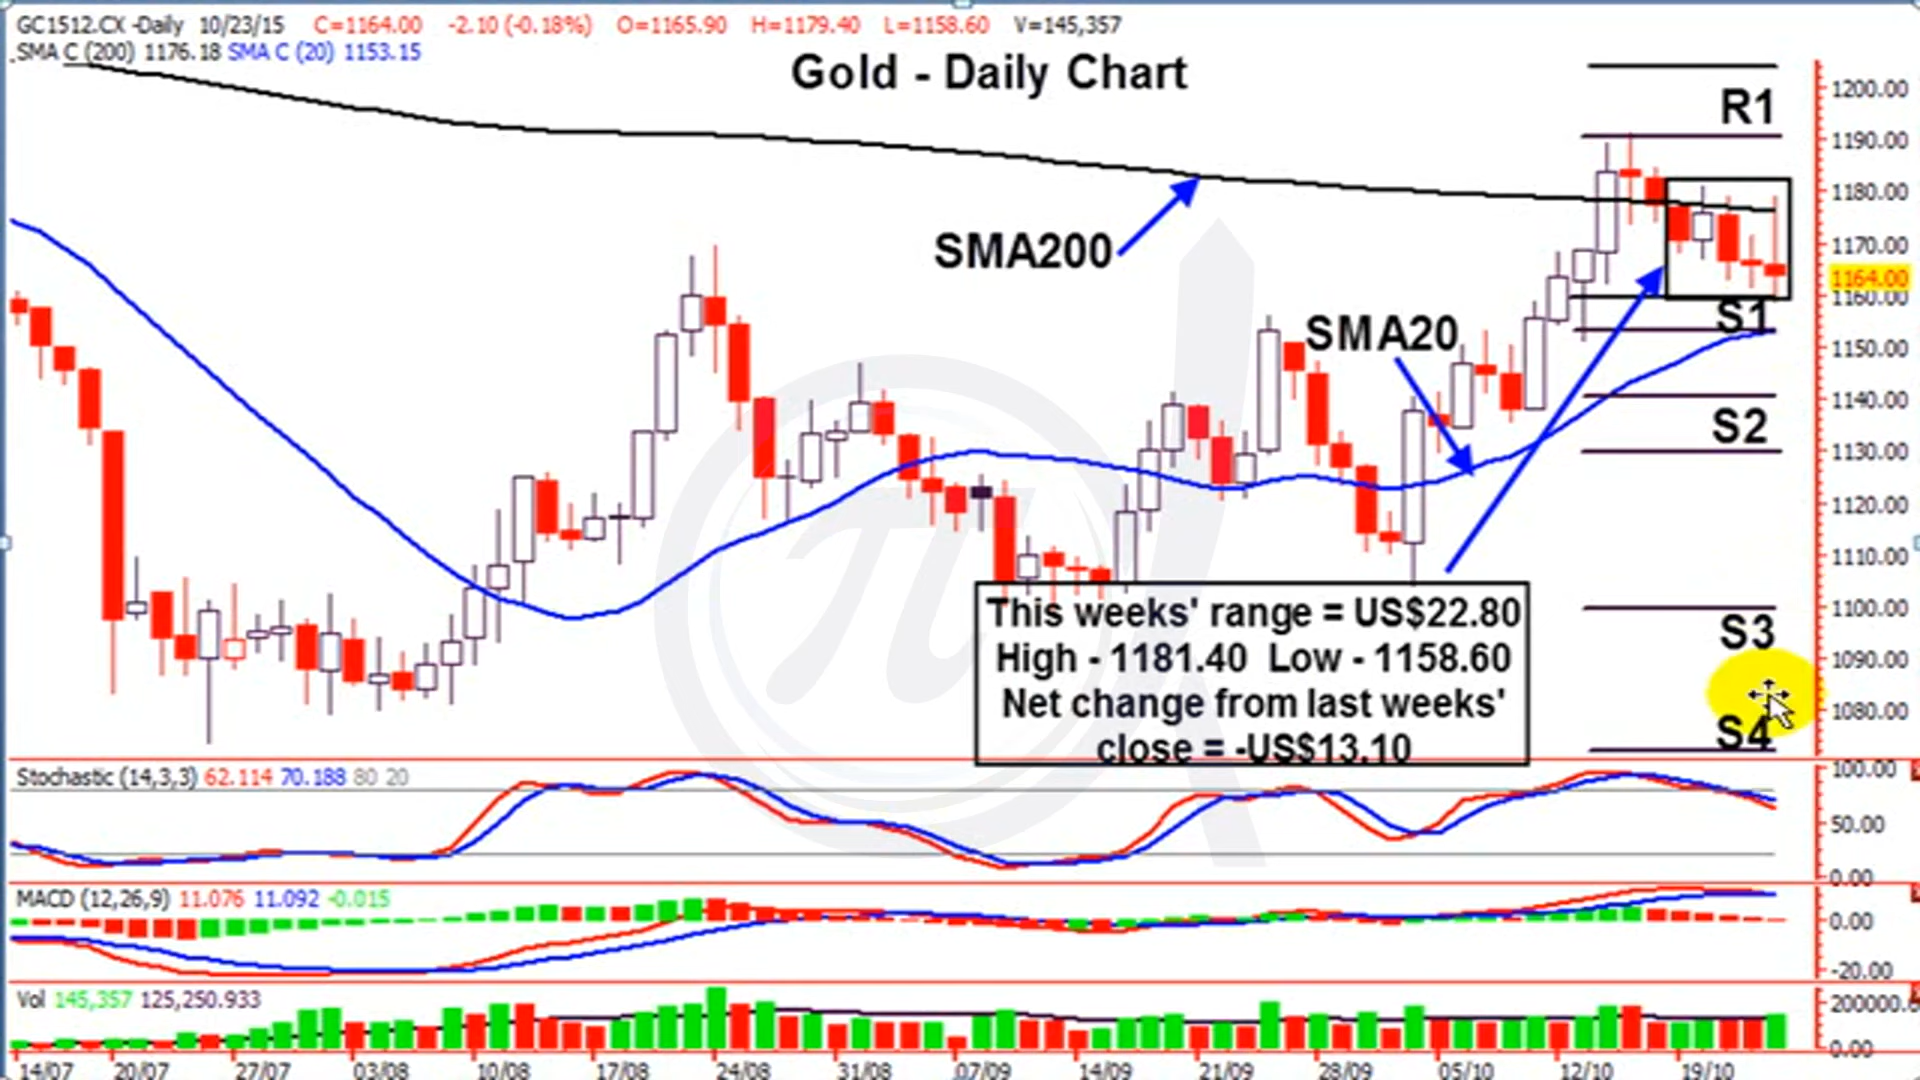 GC1512.CX -Daily 10/23/15 C=1164.00 -2.10 (-0.18%) O=1165.90 H=1179.40 L=1158.60 V=145,357
SMA C (200) 1176.18 SMA C (20) 1153.15
Gold - Daily Chart
1200.00
R1
1190.00
1180.00
SMA200
1170.00
1164.00
1160.00
S1
SMA20
1150.00
1140.00
S2
1130.00
1120.00
1110.00
1100.00
This weeks' range = US$22.80
High - 1181.40 Low - 1158.60
Net change from last weeks'
close = -US$13.10
S3
1090.00
1080.00
S4
Stochastic (14,3,3) 62.114 70.188 80 20
100.00
50.00
0.00
MACD (12,26,9) 11.076 11.092 -0.015
0.00
-20.00
Vol 145,357 125,250.933
200000.
0.00
14/07 20/07 27/07 03/08 10/08 17/08 24/08 31/08 07/09 14/09 21/09 28/09 05/10 12/10 19/10